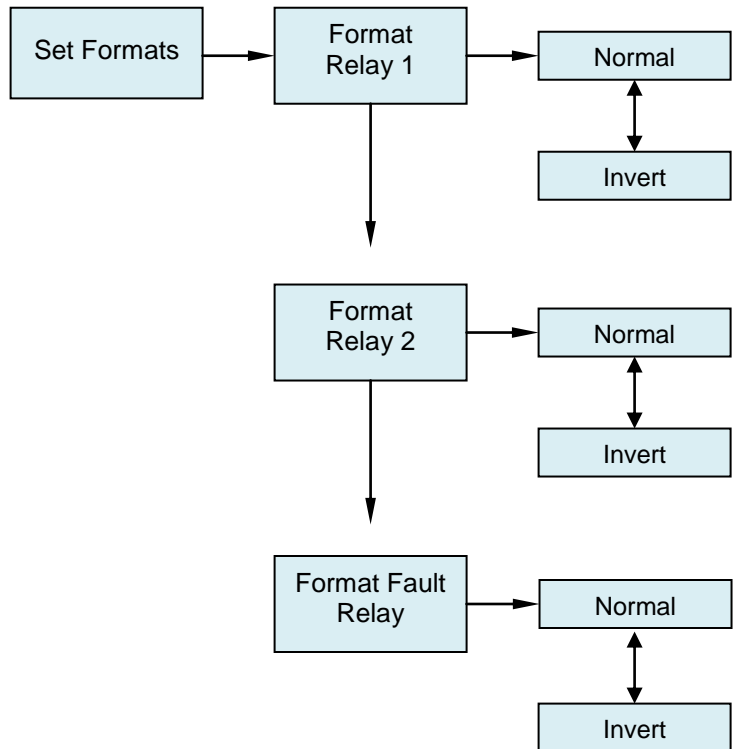 Set Formats
Format
Relay 1
Normal
Invert
Format
Relay 2
Normal
Invert
Format Fault
Relay
Normal
Invert